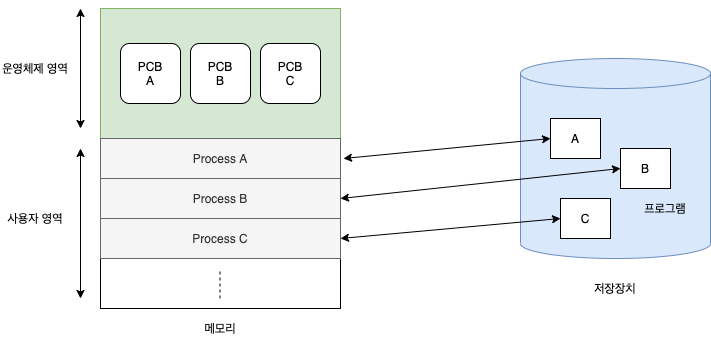 운영체제 영역
PCB
A
PCB
B
PCB
C
사용자 영역
Process A
Process B
Process C
메모리
A
B
프로그램
C
저장장치